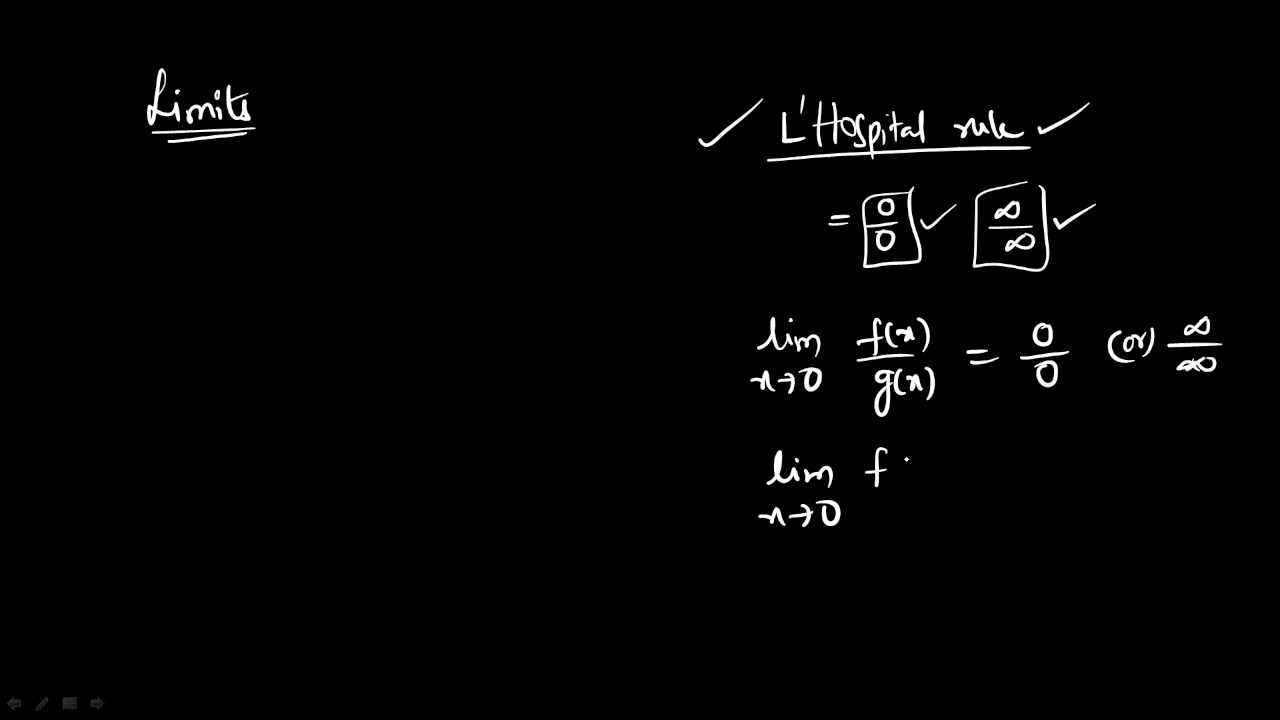 Limits
L'Hospital rule
= 0/0 ∞/∞
lim x→0 f(x)/g(x) = 0/0 (or) ∞/∞
lim x→0 f